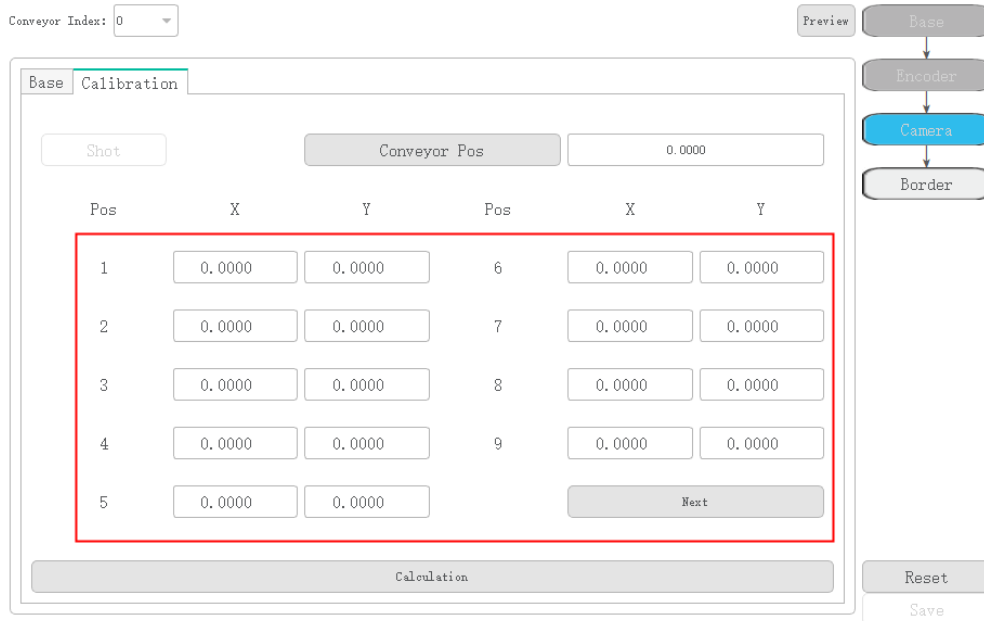 Conveyor Index: 0
Preview
Base
Base Calibration
Encoder
Camera
Shot Conveyor Pos 0.0000
Border
Pos X Y Pos X Y
1 0.0000 0.0000 6 0.0000 0.0000
2 0.0000 0.0000 7 0.0000 0.0000
3 0.0000 0.0000 8 0.0000 0.0000
4 0.0000 0.0000 9 0.0000 0.0000
5 0.0000 0.0000 Next
Calculation
Reset
Save